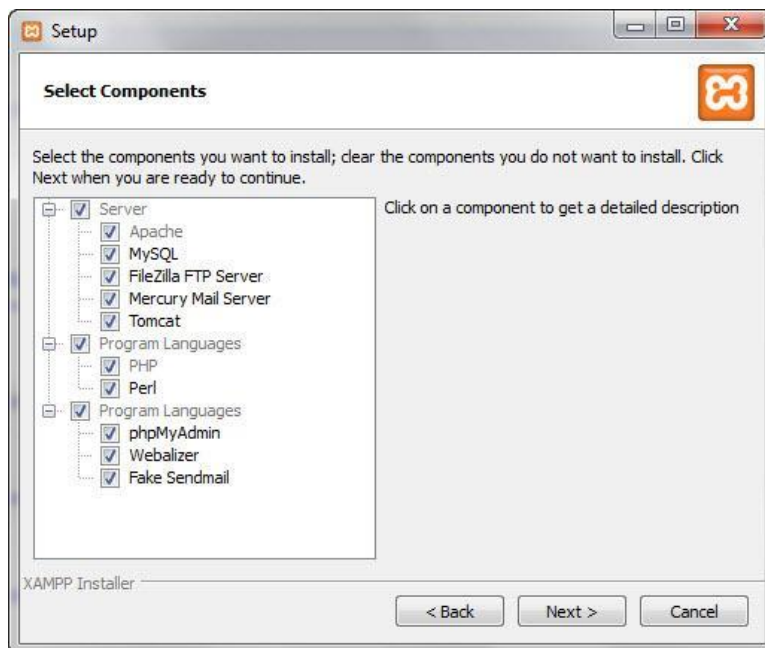 Setup
Select Components
Select the components you want to install; clear the components you do not want to install. Click
Next when you are ready to continue.
Server
Apache
MySQL
FileZilla FTP Server
Mercury Mail Server
Tomcat
Program Languages
PHP
Perl
Program Languages
phpMyAdmin
Webalizer
Fake Sendmail
Click on a component to get a detailed description
XAMPP Installer
< Back
Next >
Cancel